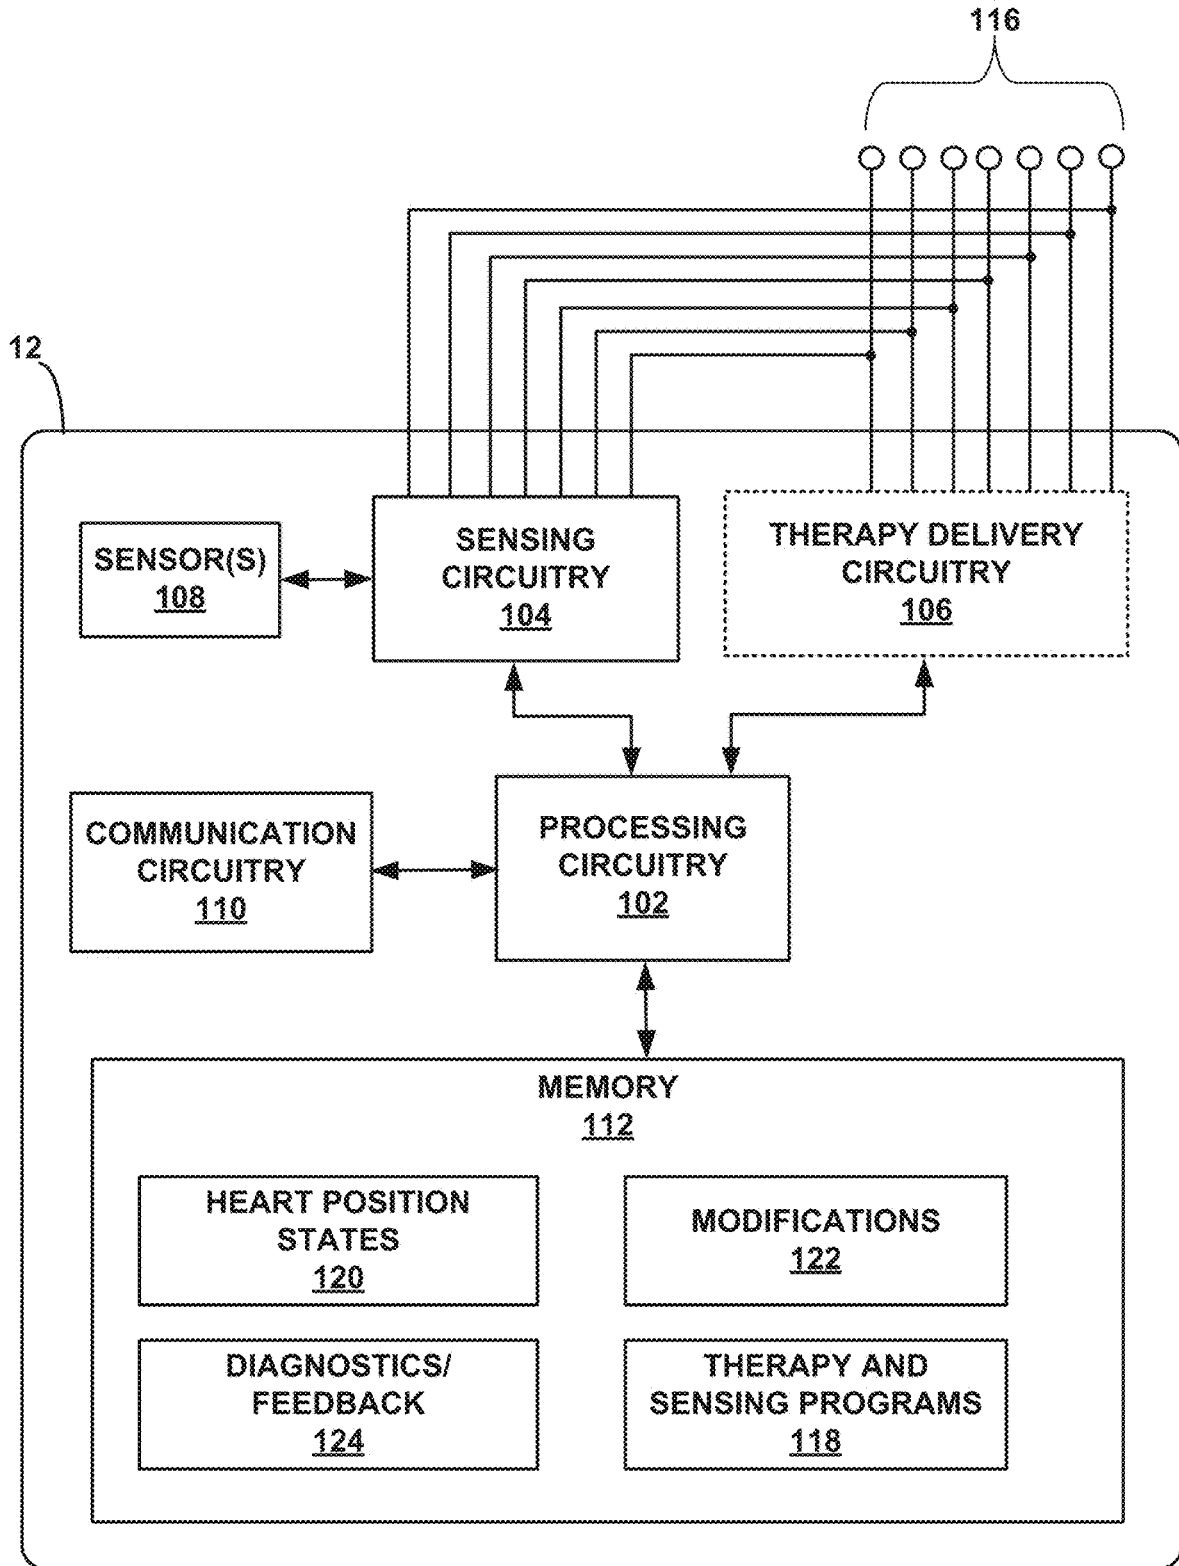 116
12
SENSOR(S)
108
SENSING
CIRCUITRY
104
THERAPY DELIVERY
CIRCUITRY
106
COMMUNICATION
CIRCUITRY
110
PROCESSING
CIRCUITRY
102
MEMORY
112
HEART POSITION
STATES
120
MODIFICATIONS
122
DIAGNOSTICS/
FEEDBACK
124
THERAPY AND
SENSING PROGRAMS
118